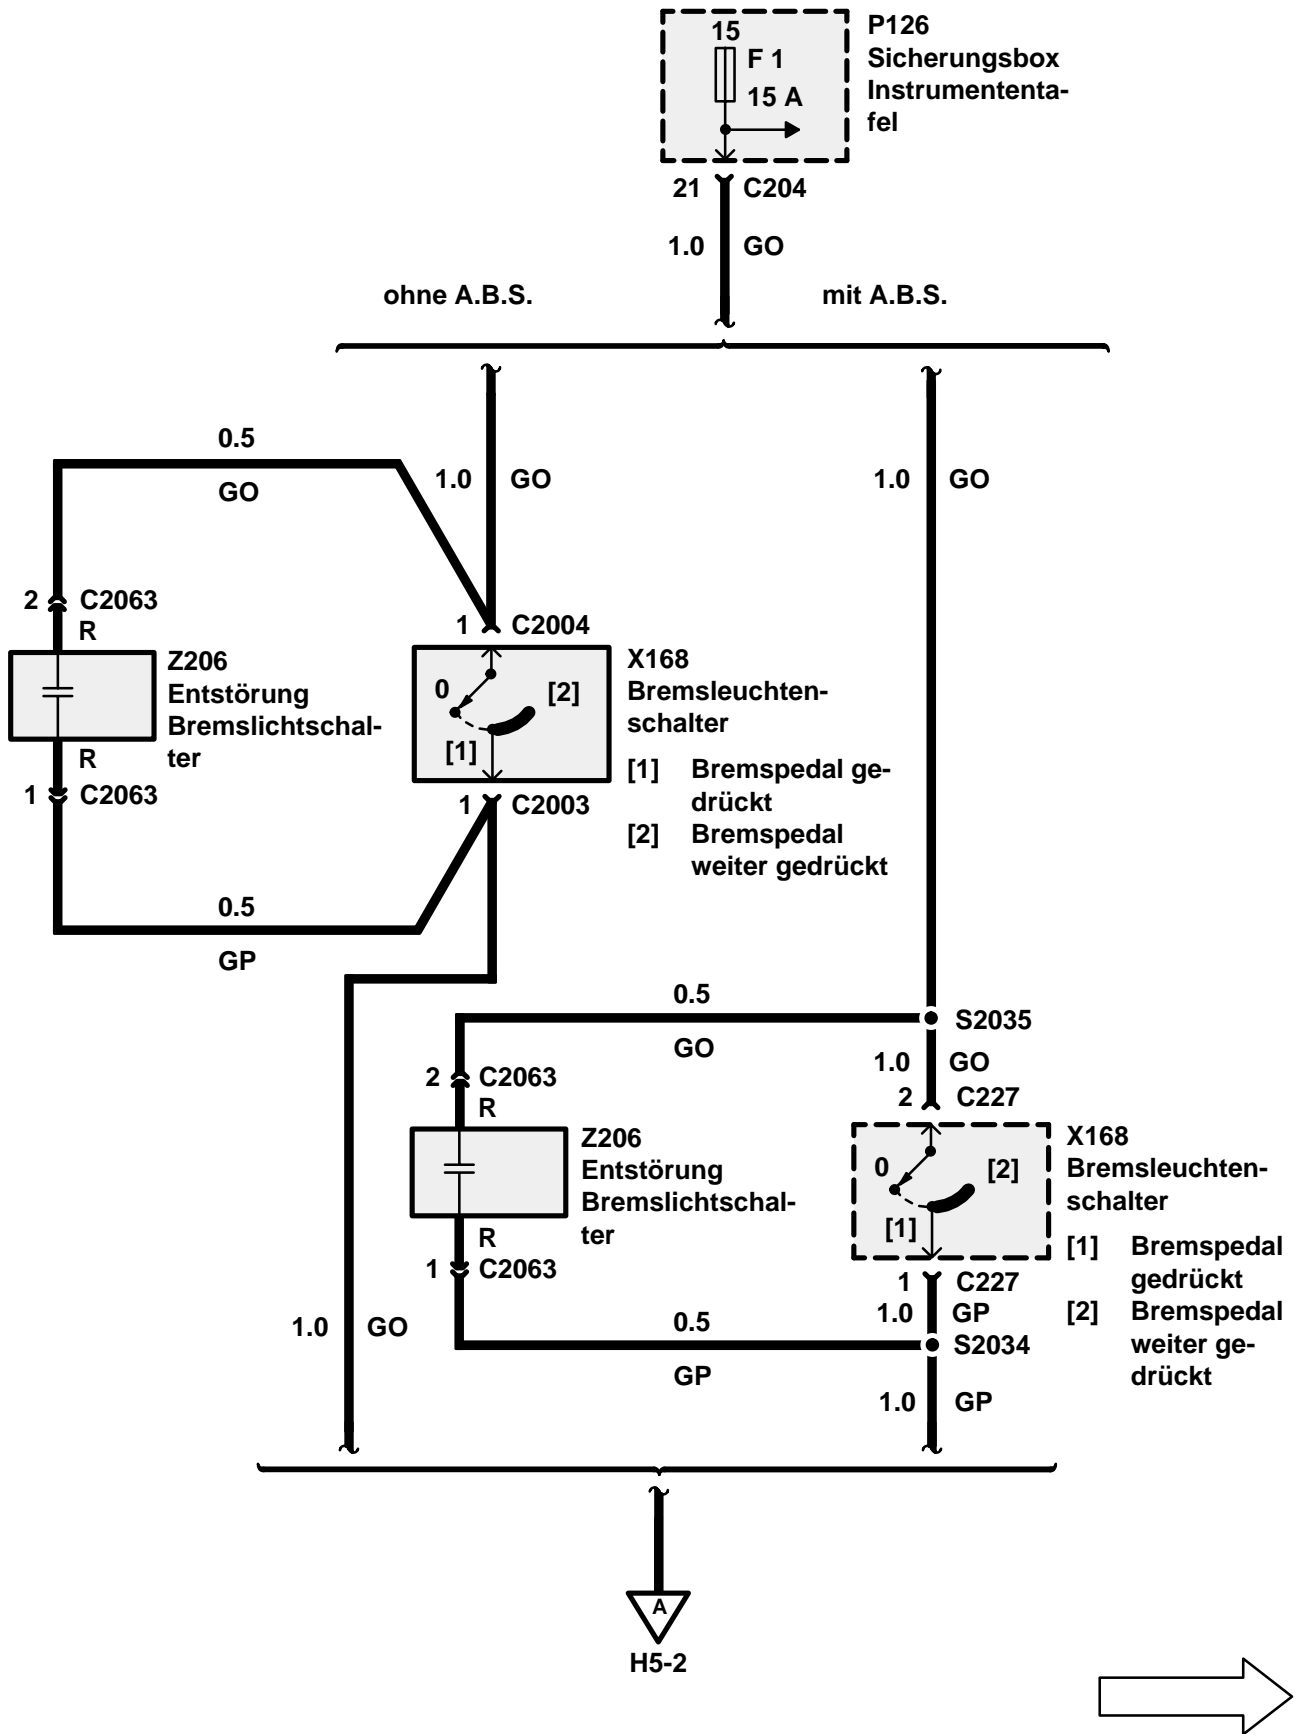 15
F 1
15 A
P126
Sicherungsbox
Instrumententa-
fel
21 C204
1.0 GO
ohne A.B.S.
mit A.B.S.
0.5
GO
1.0 GO
1.0 GO
2 C2063
R
1 C2004
Z206
Entstörung
Bremslichtschal-
ter
0
[2]
[1]
X168
Bremsleuchten-
schalter
[1] Bremspedal ge-
drückt
[2] Bremspedal
weiter gedrückt
R
1 C2063
1 C2003
0.5
GP
0.5
GO
S2035
1.0 GO
2 C2063
R
2 C227
Z206
Entstörung
Bremslichtschal-
ter
0
[2]
[1]
X168
Bremsleuchten-
schalter
[1] Bremspedal
gedrückt
[2] Bremspedal
weiter ge-
drückt
R
1 C2063
1 C227
1.0 GP
1.0 GO
0.5
GP
S2034
1.0 GP
A
H5-2